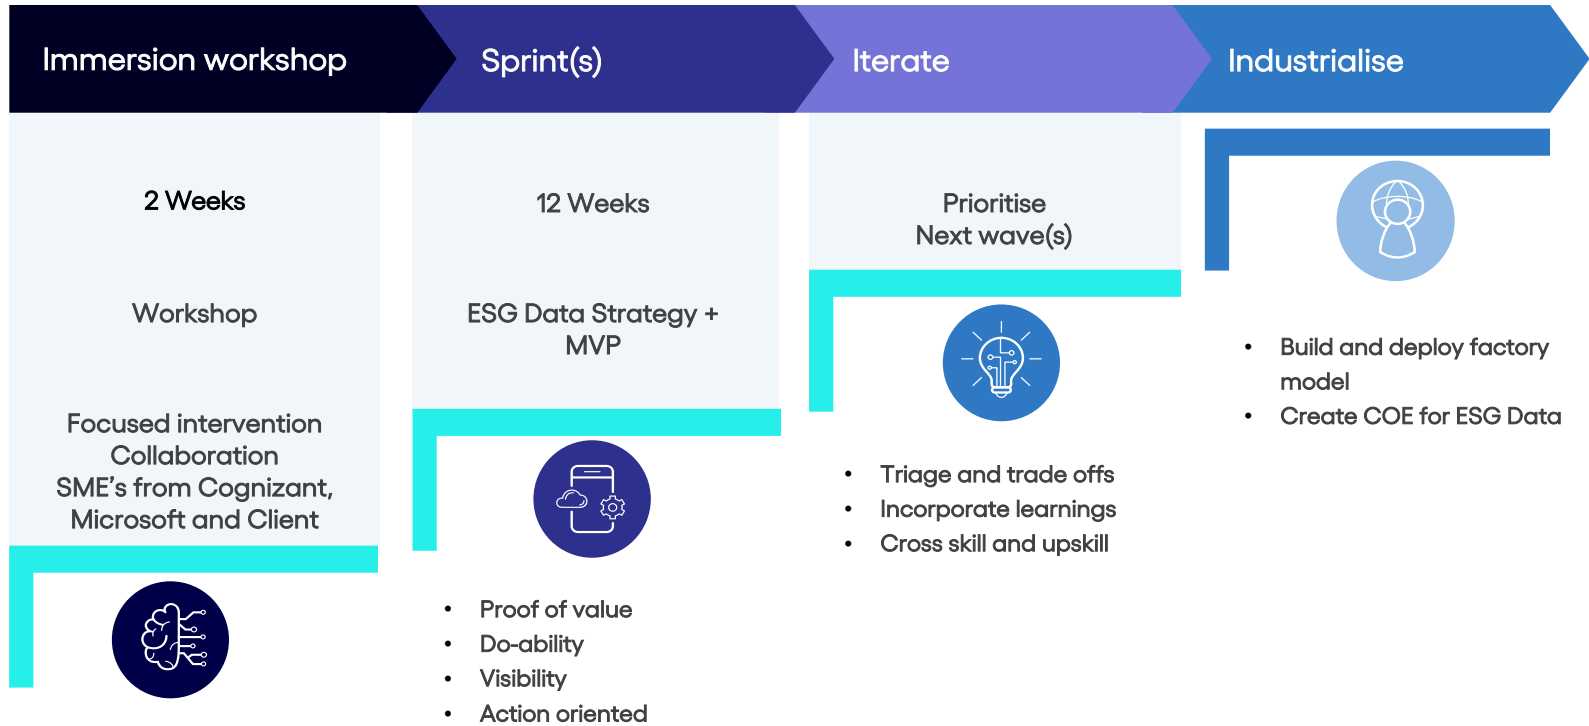 Immersion workshop
Sprint(s)
Iterate
Industrialise
2 Weeks
Workshop
Focused intervention
Collaboration
SME's from Cognizant,
Microsoft and Client
12 Weeks
ESG Data Strategy +
MVP
• Proof of value
• Do-ability
• Visibility
• Action oriented
Prioritise
Next wave(s)
• Triage and trade offs
• Incorporate learnings
• Cross skill and upskill
• Build and deploy factory
model
• Create COE for ESG Data